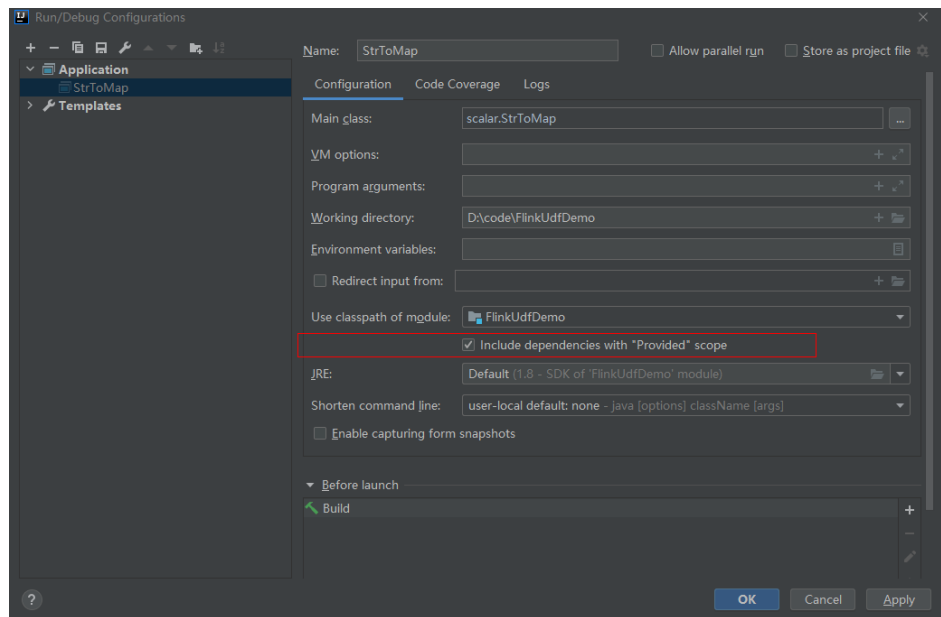 Run/Debug Configurations
Application
StrToMap
Templates
Name: StrToMap Allow parallel run Store as project file
Configuration Code Coverage Logs
Main class: scalar.StrToMap ...
VM options:
Program arguments:
Working directory: D:\code\FlinkUdfDemo
Environment variables:
Redirect input from:
Use classpath of module: FlinkUdfDemo
Include dependencies with "Provided" scope
JRE: Default (1.8 - SDK of 'FlinkUdfDemo' module)
Shorten command line: user-local default: none - java [options] className [args]
Enable capturing form snapshots
Before launch
Build
? OK Cancel Apply